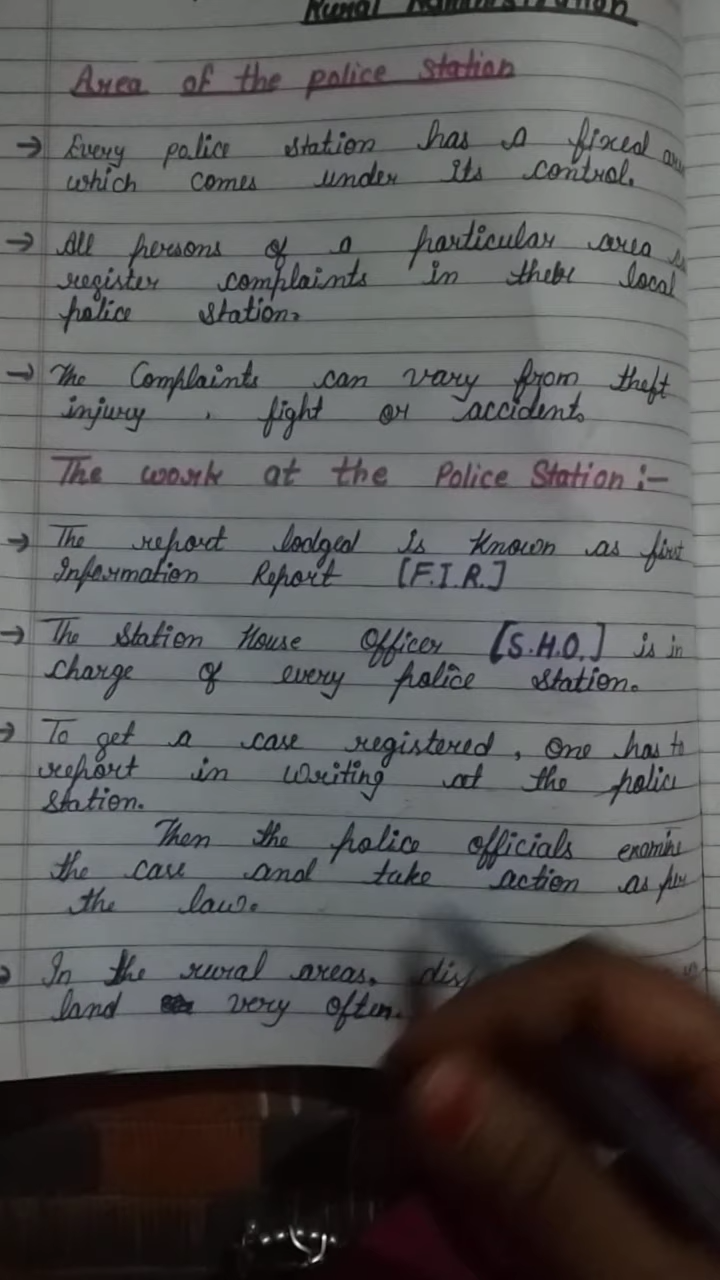 Rural Administration
Area of the police station
→ Every police station has a fixed
which comes under its control.
→ All persons of a particular area
register complaints in their local
police station.
→ The Complaints can vary from theft
injury , fight or accident.
The work at the Police Station :-
→ The report lodged is known as first
Information Report [F.I.R.]
→ The Station House Officer [S.H.O.] is in
charge of every police station.
→ To get a case registered, one has to
report in writing at the police
station.
Then the police officials examine
the case and take action as per
the law.
→ In the rural areas,
land very often.